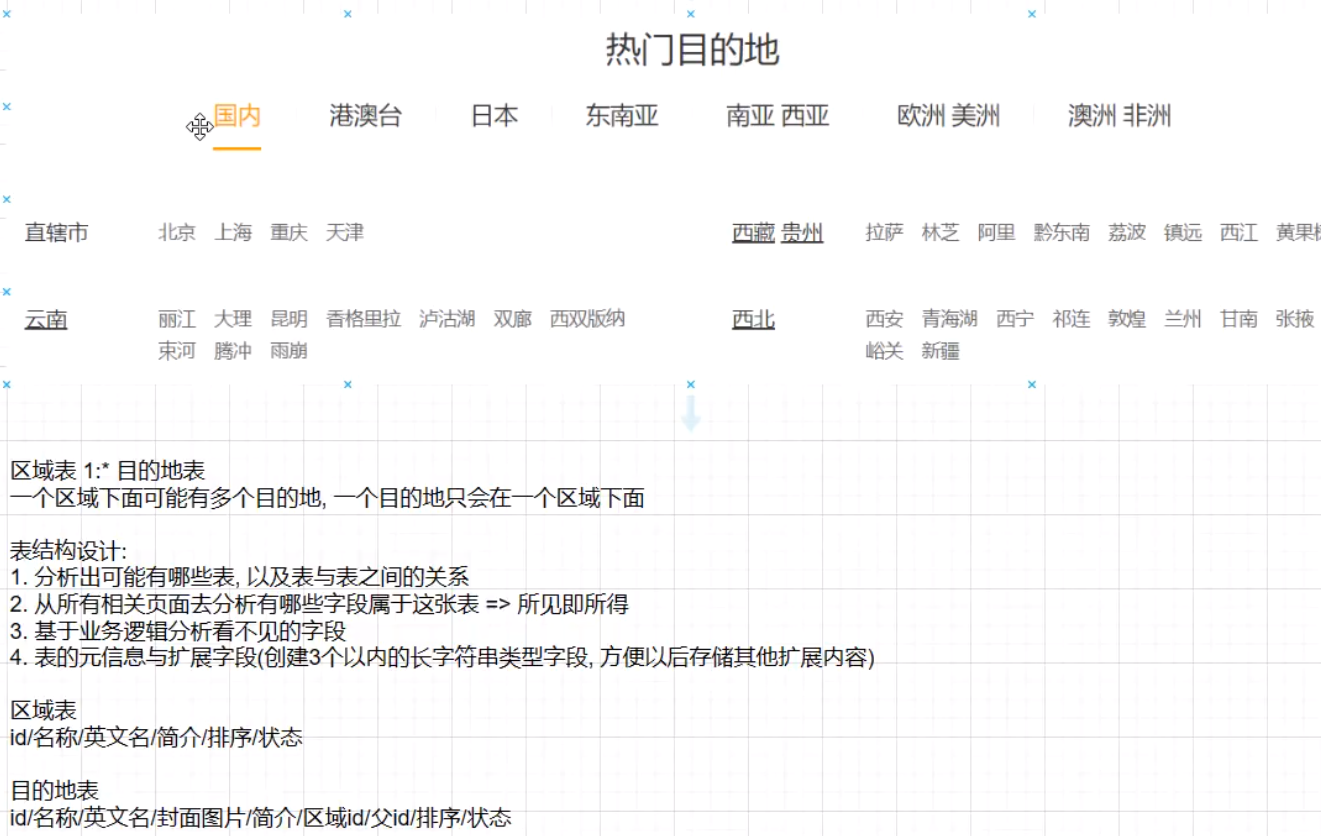 热门目的地
国内 港澳台 日本 东南亚 南亚 西亚 欧洲 美洲 澳洲 非洲
直辖市 北京 上海 重庆 天津
西藏 贵州 拉萨 林芝 阿里 黔东南 荔波 镇远 西江 黄果
云南 丽江 大理 昆明 香格里拉 泸沽湖 双廊 西双版纳
束河 腾冲 雨崩
西北 西安 青海湖 西宁 祁连 敦煌 兰州 甘南 张掖
峪关 新疆
区域表 1:* 目的地表
一个区域下面可能有多个目的地, 一个目的地只会在一个区域下面
表结构设计:
1. 分析出可能有哪些表, 以及表与表之间的关系
2. 从所有相关页面去分析有哪些字段属于这张表 => 所见即所得
3. 基于业务逻辑分析看不见的字段
4. 表的元信息与扩展字段(创建3个以内的长字符串类型字段, 方便以后存储其他扩展内容)
区域表
id/名称/英文名/简介/排序/状态
目的地表
id/名称/英文名/封面图片/简介/区域id/父id/排序/状态